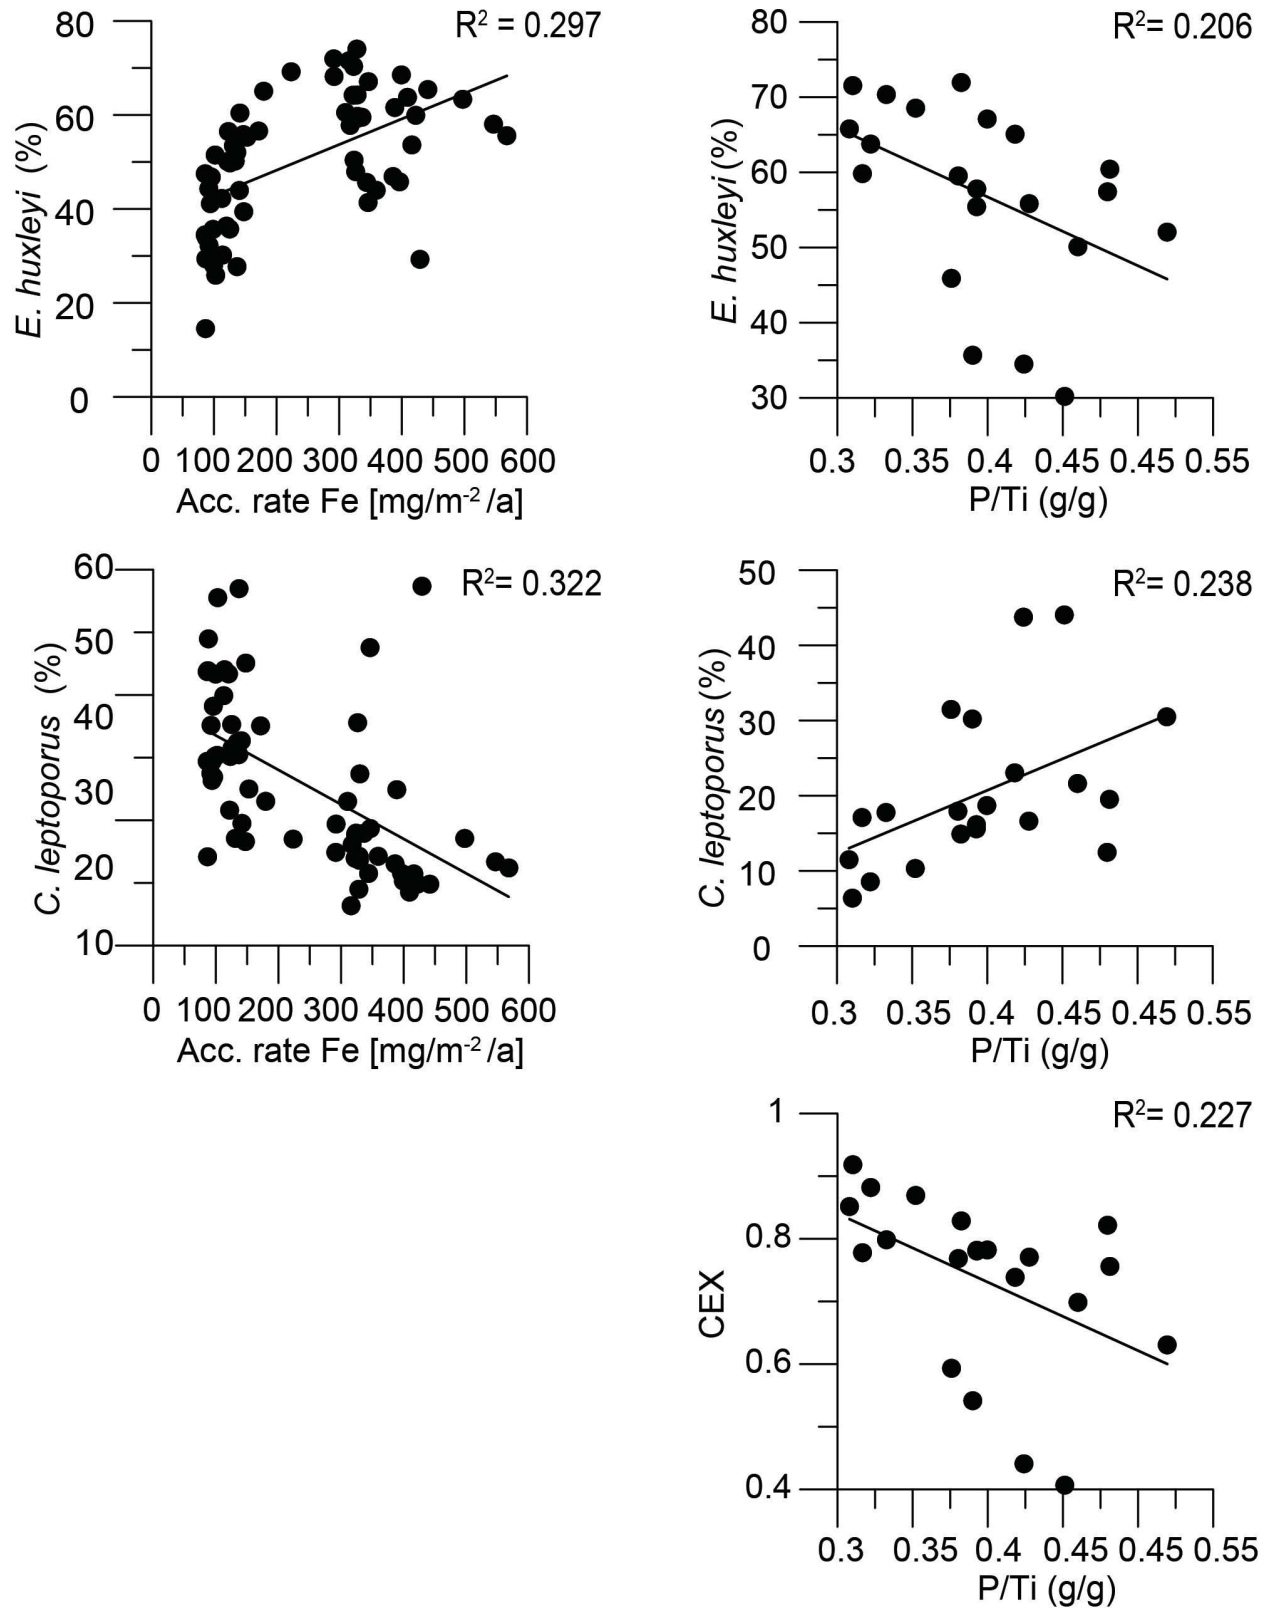 R² = 0.297
80
60
40
20
0
E. huxleyi (%)
0 100 200 300 400 500 600
Acc. rate Fe [mg/m⁻² /a]
R²= 0.206
80
70
60
50
40
30
E. huxleyi (%)
0.3 0.35 0.4 0.45 0.45 0.55
P/Ti (g/g)
R²= 0.322
60
50
40
30
20
10
C. leptoporus (%)
0 100 200 300 400 500 600
Acc. rate Fe [mg/m⁻² /a]
R²= 0.238
50
40
30
20
10
0
C. leptoporus (%)
0.3 0.35 0.4 0.45 0.45 0.55
P/Ti (g/g)
R²= 0.227
1
0.8
0.6
0.4
CEX
0.3 0.35 0.4 0.45 0.45 0.55
P/Ti (g/g)